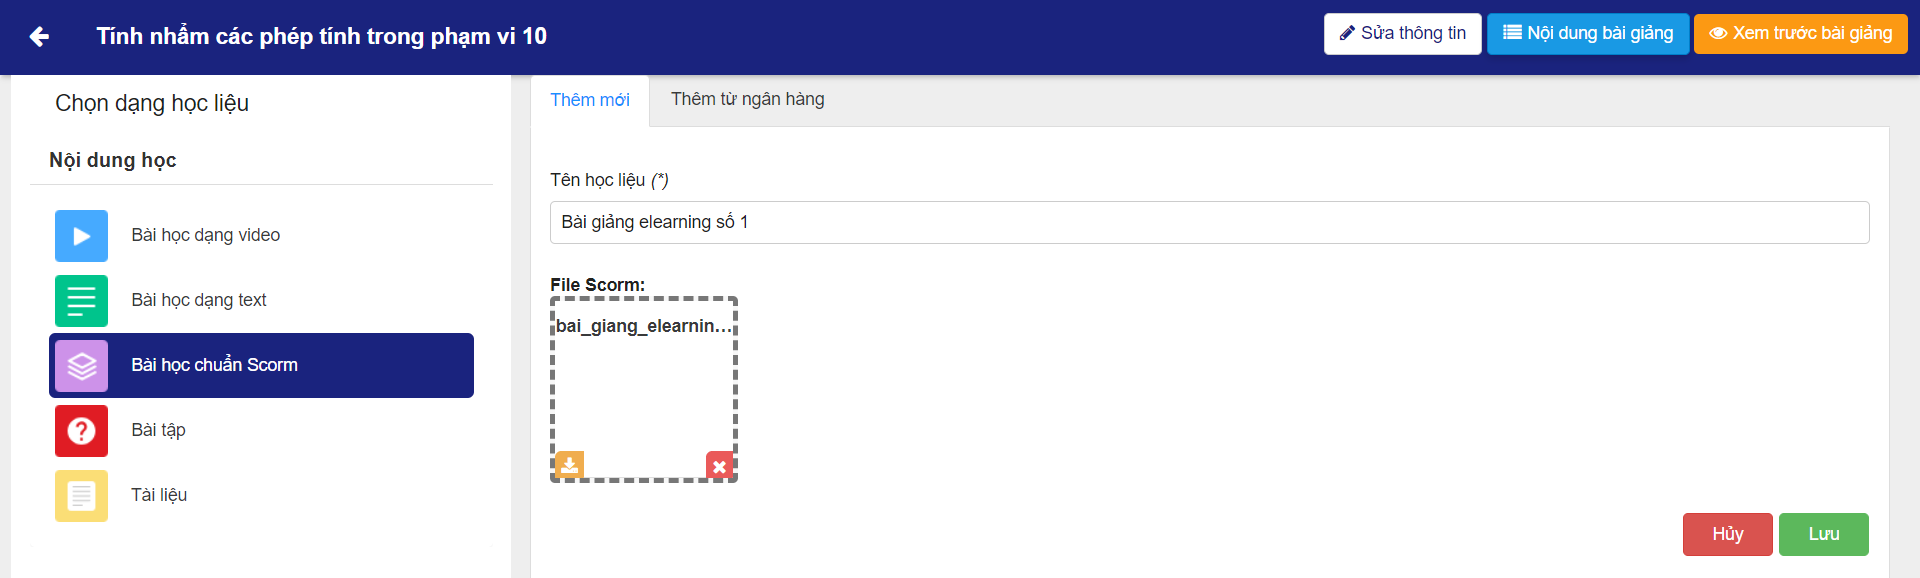 Tính nhẩm các phép tính trong phạm vi 10
Sửa thông tin
Nội dung bài giảng
Xem trước bài giảng
Chọn dạng học liệu
Nội dung học
Bài học dạng video
Bài học dạng text
Bài học chuẩn Scorm
Bài tập
Tài liệu
Thêm mới
Thêm từ ngân hàng
Tên học liệu (*)
Bài giảng elearning số 1
File Scorm:
bai_giang_elearnin...
Hủy
Lưu